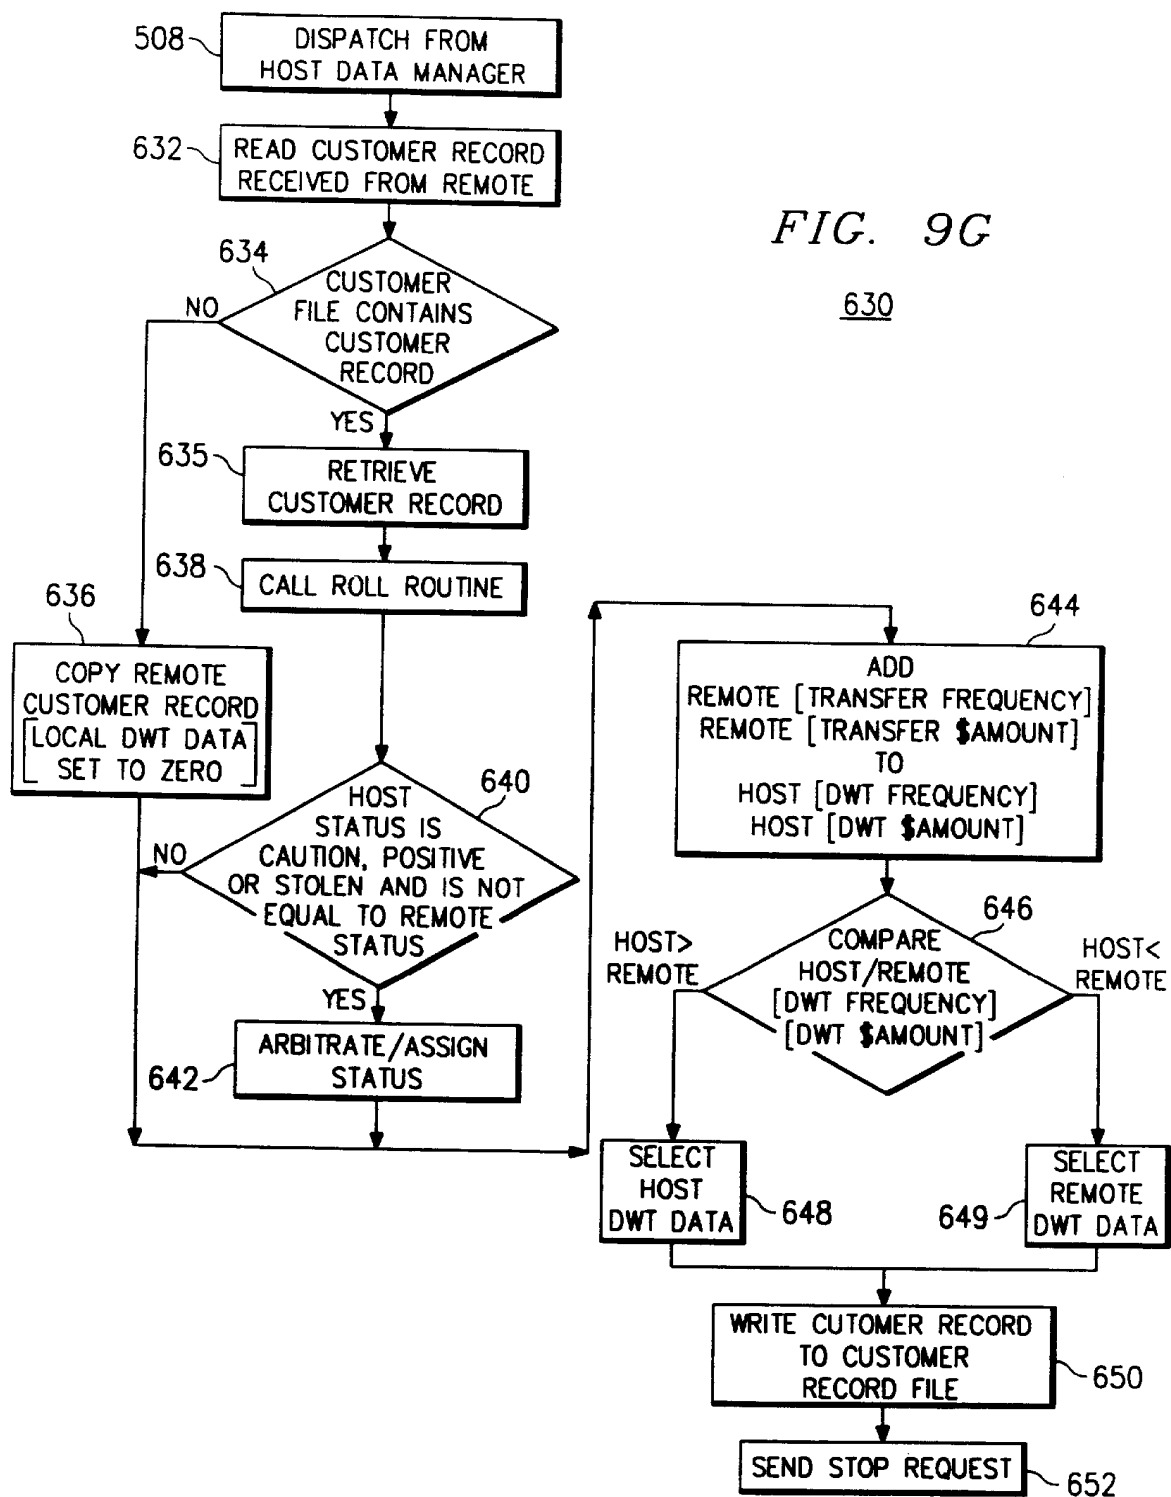 508
DISPATCH FROM
HOST DATA MANAGER
632
READ CUSTOMER RECORD
RECEIVED FROM REMOTE
FIG. 9G
630
634
CUSTOMER
FILE CONTAINS
CUSTOMER
RECORD
NO
YES
635
RETRIEVE
CUSTOMER RECORD
638
CALL ROLL ROUTINE
636
COPY REMOTE
CUSTOMER RECORD
[LOCAL DWT DATA
SET TO ZERO]
640
HOST
STATUS IS
CAUTION, POSITIVE
OR STOLEN AND IS NOT
EQUAL TO REMOTE
STATUS
NO
YES
642
ARBITRATE/ASSIGN
STATUS
644
ADD
REMOTE [TRANSFER FREQUENCY]
REMOTE [TRANSFER $AMOUNT]
TO
HOST [DWT FREQUENCY]
HOST [DWT $AMOUNT]
646
COMPARE
HOST/REMOTE
[DWT FREQUENCY]
[DWT $AMOUNT]
HOST>
REMOTE
HOST<
REMOTE
SELECT
HOST
DWT DATA
648
649
SELECT
REMOTE
DWT DATA
WRITE CUTOMER RECORD
TO CUSTOMER
RECORD FILE
650
SEND STOP REQUEST
652